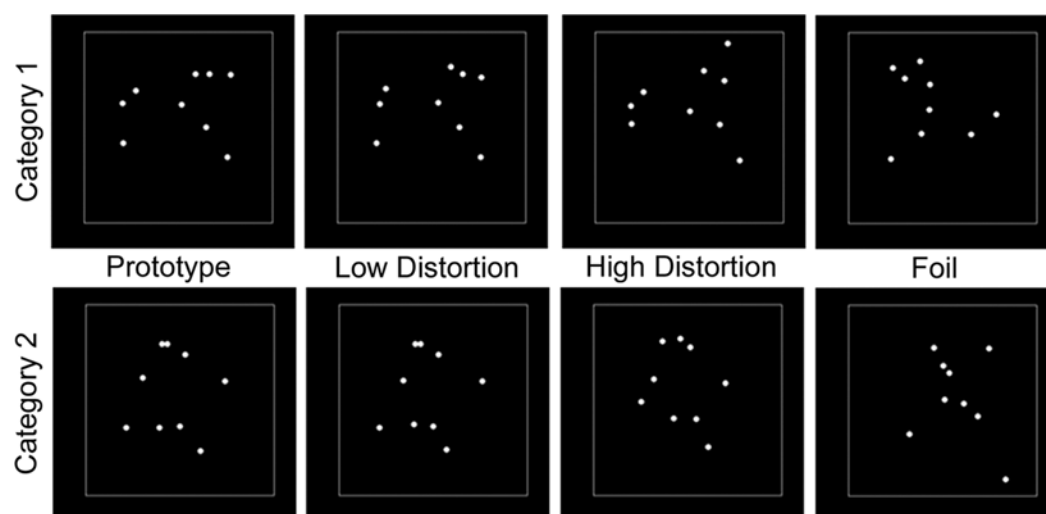 Category 1
Prototype
Low Distortion
High Distortion
Foil
Category 2